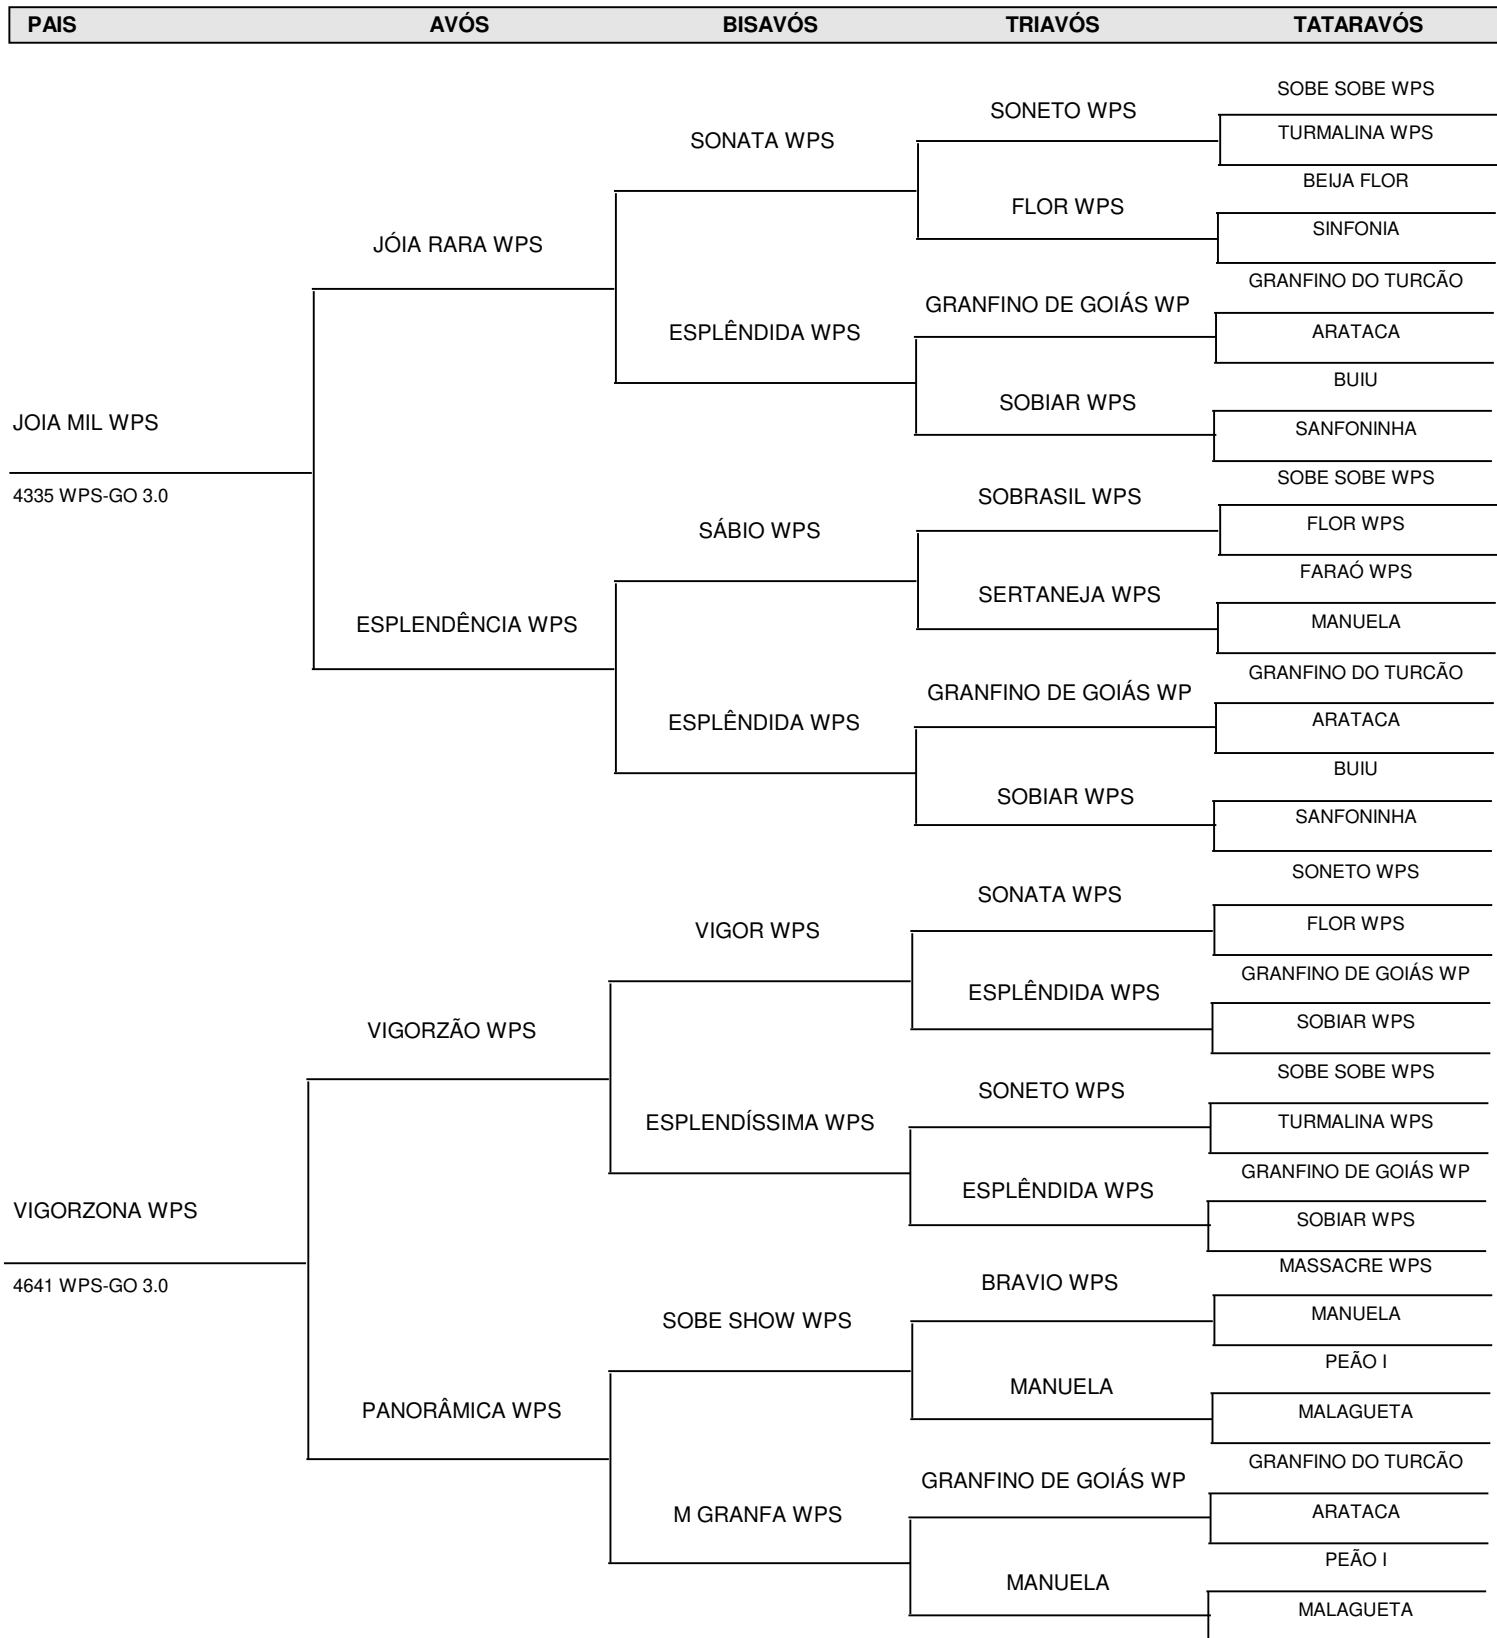 PAIS AVÓS BISAVÓS TRIAVÓS TATARAVÓS
SOBE SOBE WPS
SONETO WPS
TURMALINA WPS
SONATA WPS
BEIJA FLOR
FLOR WPS
SINFONIA
JÓIA RARA WPS
GRANFINO DO TURCÃO
GRANFINO DE GOIÁS WP
ARATACA
ESPLÊNDIDA WPS
BUIU
SOBIAR WPS
SANFONINHA
JOIA MIL WPS
4335 WPS-GO 3.0
SOBE SOBE WPS
SOBRASIL WPS
FLOR WPS
SÁBIO WPS
FARAÓ WPS
SERTANEJA WPS
MANUELA
ESPLENDÊNCIA WPS
GRANFINO DO TURCÃO
GRANFINO DE GOIÁS WP
ARATACA
ESPLÊNDIDA WPS
BUIU
SOBIAR WPS
SANFONINHA
SONETO WPS
SONATA WPS
FLOR WPS
VIGOR WPS
GRANFINO DE GOIÁS WP
ESPLÊNDIDA WPS
SOBIAR WPS
VIGORZÃO WPS
SOBE SOBE WPS
SONETO WPS
TURMALINA WPS
ESPLENDÍSSIMA WPS
GRANFINO DE GOIÁS WP
ESPLÊNDIDA WPS
SOBIAR WPS
VIGORZONA WPS
4641 WPS-GO 3.0
MASSACRE WPS
BRAVIO WPS
MANUELA
SOBE SHOW WPS
PEÃO I
MANUELA
MALAGUETA
PANORÂMICA WPS
GRANFINO DO TURCÃO
GRANFINO DE GOIÁS WP
ARATACA
M GRANFA WPS
PEÃO I
MANUELA
MALAGUETA